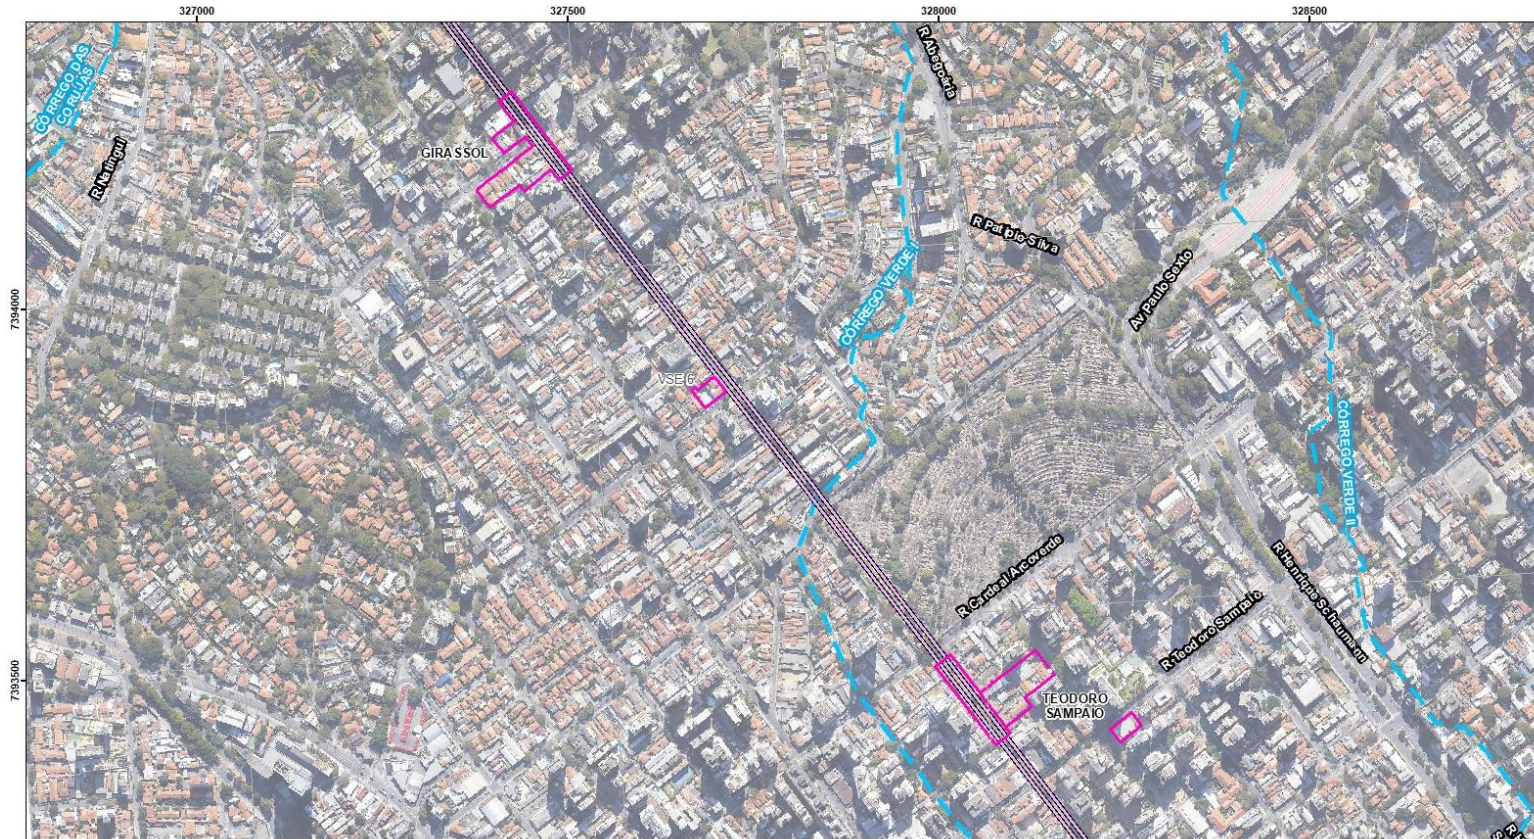 327000
327500
328000
328500
CÓRREGO DAS
CORUJAS
R Abegoária
R Natingui
GIRASSOL
R Patípio Silva
CÓRREGO VERDE I
Av Paulo Sexto
7394000
VSE 6
CÓRREGO VERDE II
R Cardeal Arcoverde
R Henrique Schaumann
R Teodoro Sampaio
7393500
TEODORO
SAMPAIO